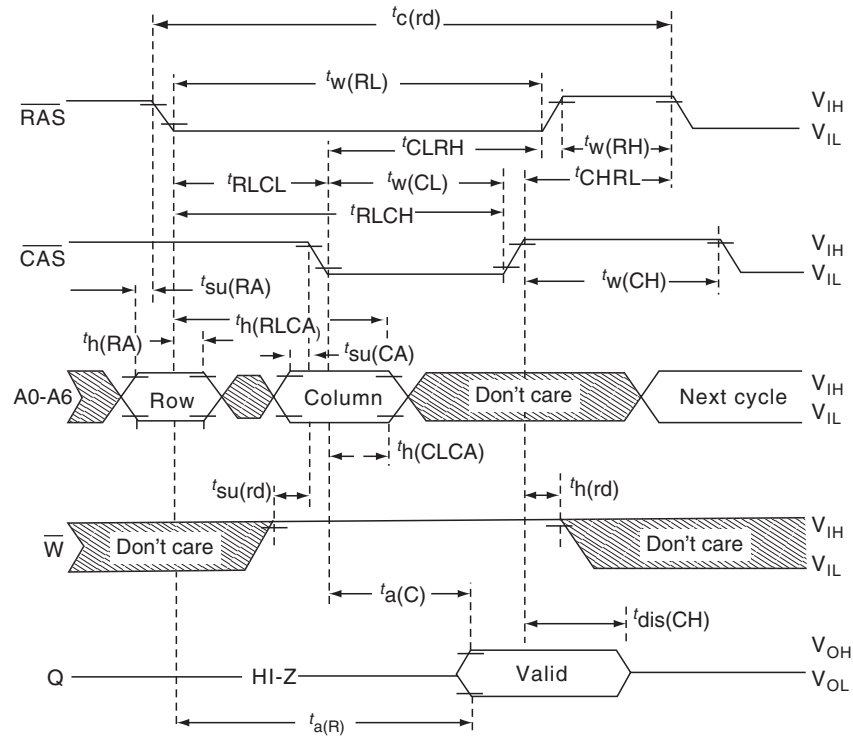 tc(rd)
tw(RL)
RAS
VIH
VIL
tCLRH
tw(RH)
tRLCL
tw(CL)
tCHRL
tRLCH
CAS
VIH
VIL
tsu(RA)
tw(CH)
th(RLCA)
th(RA)
tsu(CA)
A0-A6
Row
Column
Don't care
Next cycle
VIH
VIL
th(CLCA)
tsu(rd)
th(rd)
W
Don't care
Don't care
VIH
VIL
ta(C)
tdis(CH)
Q
HI-Z
Valid
VOH
VOL
ta(R)